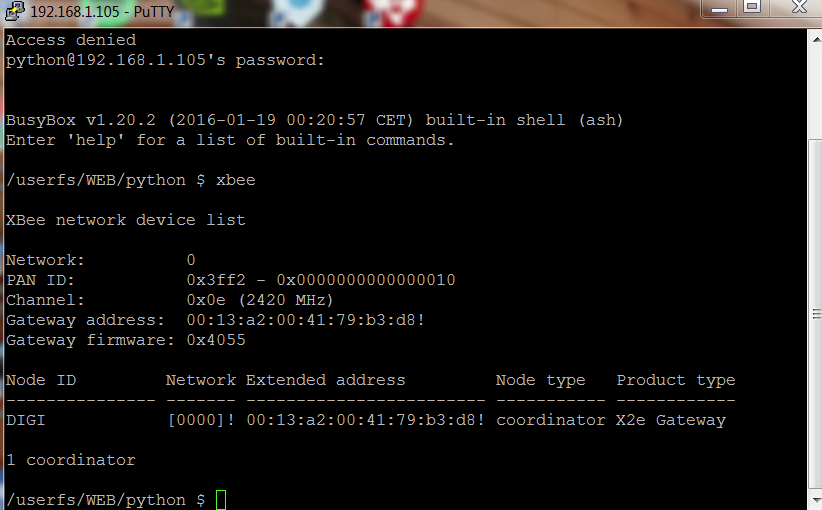 192.168.1.105 - PuTTY
Access denied
python@192.168.1.105's password:
BusyBox v1.20.2 (2016-01-19 00:20:57 CET) built-in shell (ash)
Enter 'help' for a list of built-in commands.
/userfs/WEB/python $ xbee
XBee network device list
Network:          0
PAN ID:           0x3ff2 - 0x0000000000000010
Channel:          0x0e (2420 MHz)
Gateway address:  00:13:a2:00:41:79:b3:d8!
Gateway firmware: 0x4055
Node ID         Network Extended address         Node type   Product type
--------------- ------- ------------------------ ----------- ------------
DIGI            [0000]! 00:13:a2:00:41:79:b3:d8! coordinator X2e Gateway
1 coordinator
/userfs/WEB/python $